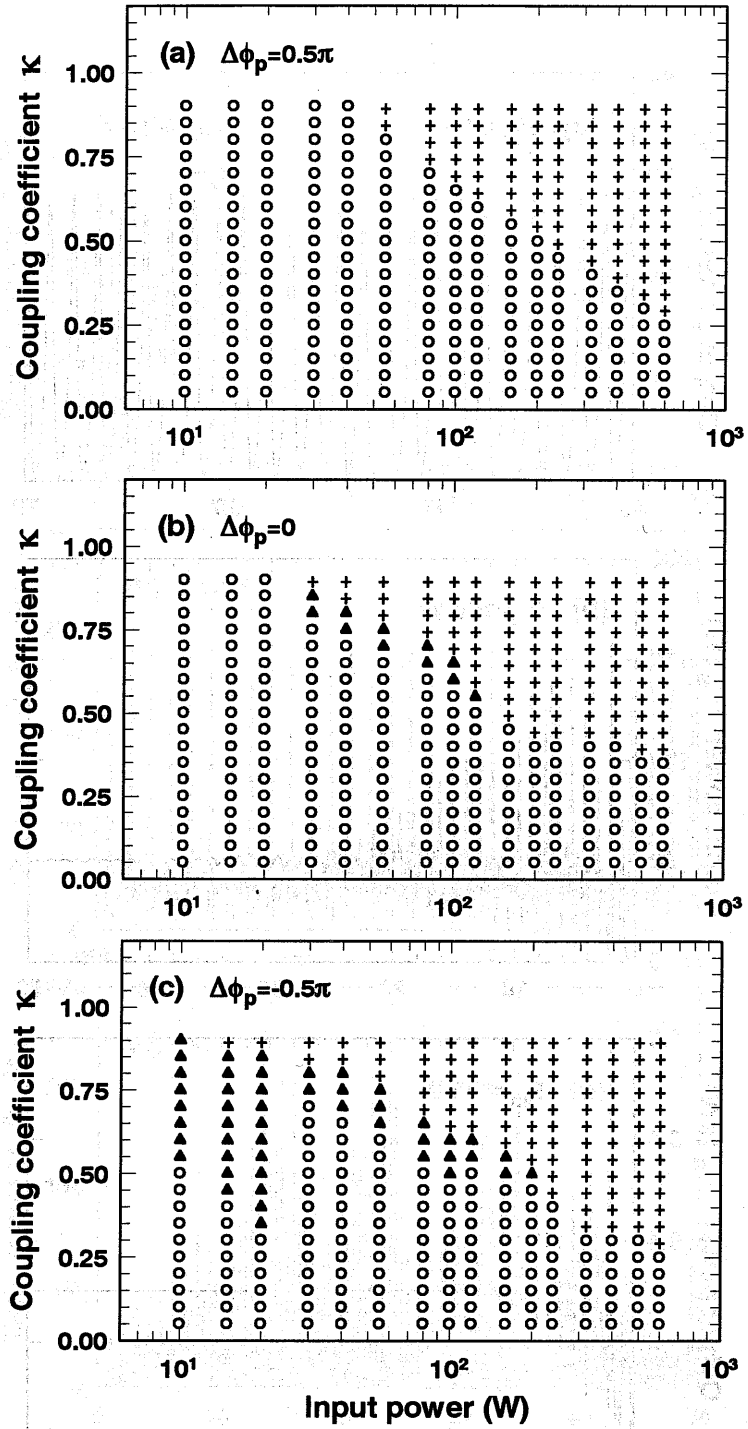 (a) Δϕp=0.5π
Coupling coefficient κ
1.00
0.75
0.50
0.25
0.00
10¹ 10² 10³
(b) Δϕp=0
Coupling coefficient κ
1.00
0.75
0.50
0.25
0.00
10¹ 10² 10³
(c) Δϕp=-0.5π
Coupling coefficient κ
1.00
0.75
0.50
0.25
0.00
10¹ 10² 10³
Input power (W)